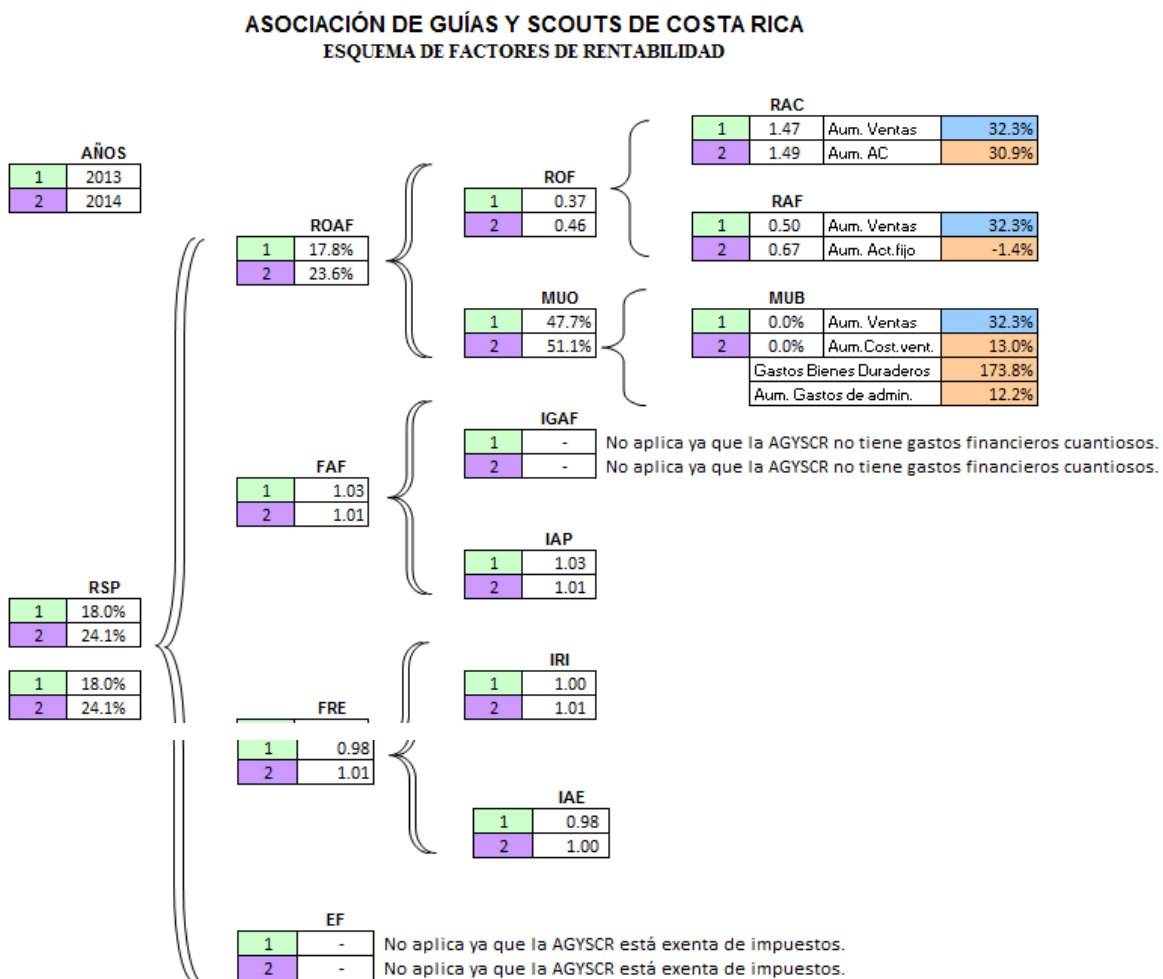 ASOCIACIÓN DE GUÍAS Y SCOUTS DE COSTA RICA
ESQUEMA DE FACTORES DE RENTABILIDAD
AÑOS
1 2013
2 2014
RSP
1 18.0%
2 24.1%
1 18.0%
2 24.1%
ROAF
1 17.8%
2 23.6%
ROF
1 0.37
2 0.46
RAC
1 1.47 Aum. Ventas 32.3%
2 1.49 Aum. AC 30.9%
RAF
1 0.50 Aum. Ventas 32.3%
2 0.67 Aum. Act.fijo -1.4%
MUO
1 47.7%
2 51.1%
MUB
1 0.0% Aum. Ventas 32.3%
2 0.0% Aum.Cost.vent. 13.0%
Gastos Bienes Duraderos 173.8%
Aum. Gastos de admin. 12.2%
FAF
1 1.03
2 1.01
IGAF
1 - No aplica ya que la AGYSCR no tiene gastos financieros cuantiosos.
2 - No aplica ya que la AGYSCR no tiene gastos financieros cuantiosos.
IAP
1 1.03
2 1.01
FRE
1 0.98
2 1.01
IRI
1 1.00
2 1.01
IAE
1 0.98
2 1.00
EF
1 - No aplica ya que la AGYSCR está exenta de impuestos.
2 - No aplica ya que la AGYSCR está exenta de impuestos.